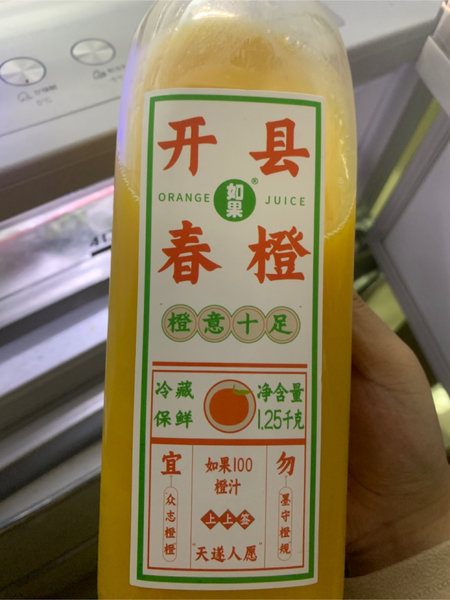 开县
ORANGE 如果® JUICE
春橙
"橙意十足"
冷藏
保鲜
净含量
1.25千克
宜
众志橙橙
如果100
橙汁
上上签
"天遂人愿"
勿
墨守橙规